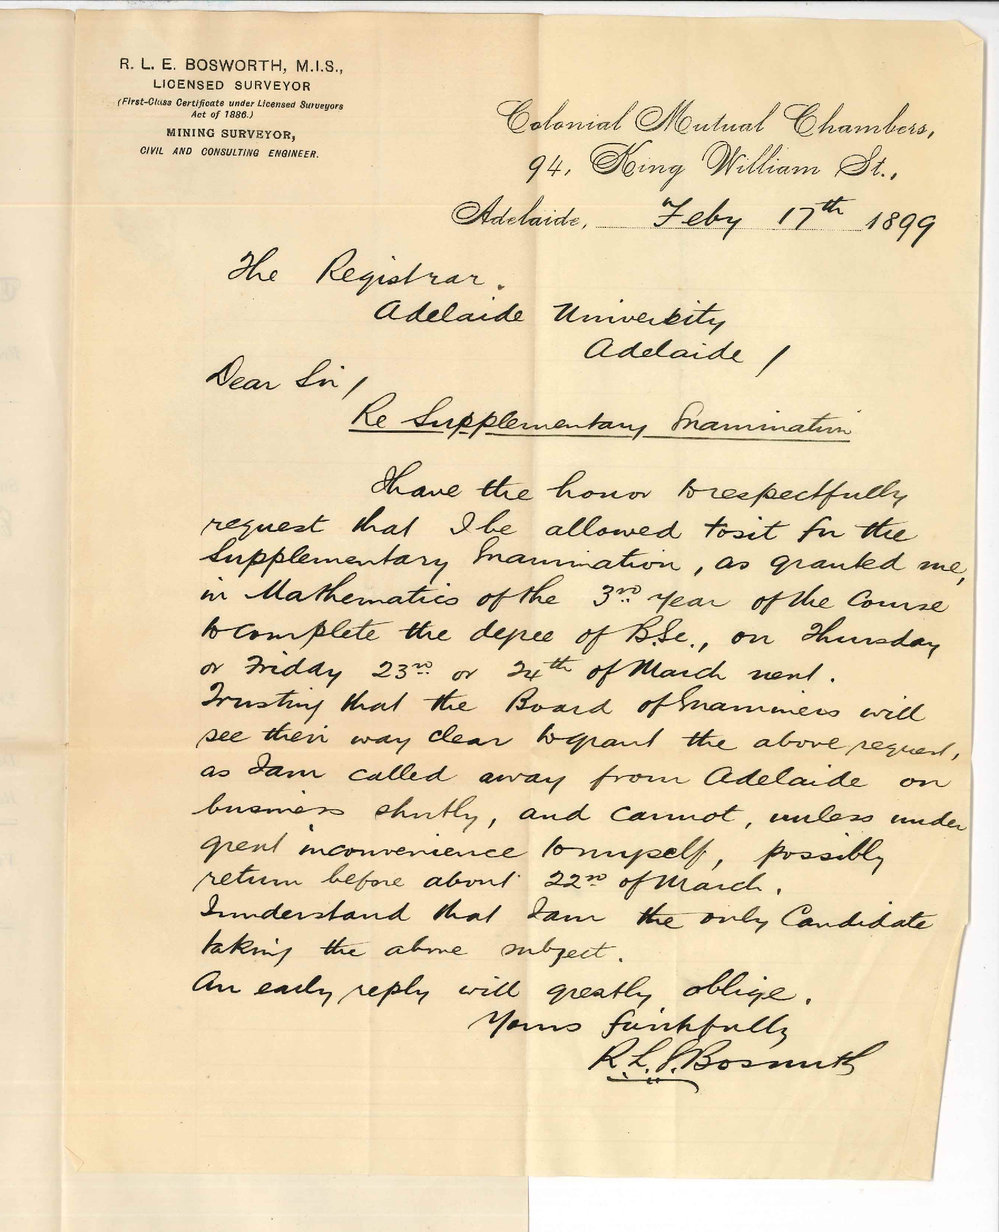 R. L. E. BOSWORTH, M.I.S.,
LICENSED SURVEYOR
(First-Class Certificate under Licensed Surveyors
Act of 1886.)
MINING SURVEYOR,
CIVIL AND CONSULTING ENGINEER.
Colonial Mutual Chambers,
94, King William St.,
Adelaide, Feby 17th 1899
The Registrar.
Adelaide University
Adelaide /
Dear Sir /
Re Supplementary Examination
I have the honor to respectfully
request that I be allowed to sit for the
Supplementary Examination, as granted me,
in Mathematics of the 3rd year of the Course
to complete the degree of B.Sc., on Thursday
or Friday 23rd or 24th of March next.
Trusting that the Board of Examiners will
see their way clear to grant the above request,
as I am called away from Adelaide on
business shortly, and cannot, unless under
great inconvenience to myself, possibly
return before about 22nd of March.
I understand that I am the only Candidate
taking the above subject.
An early reply will greatly oblige.
Yours faithfully
R. L. E. Bosworth